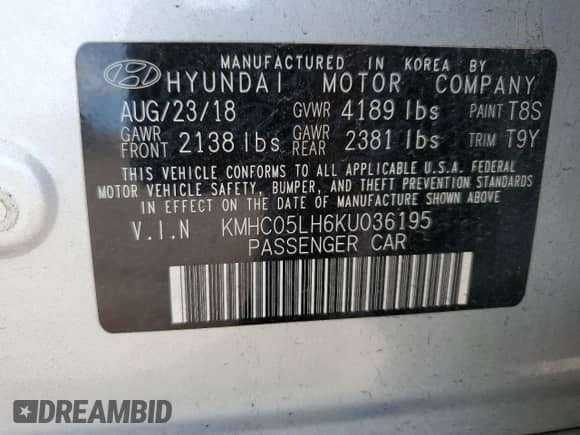 MANUFACTURED IN KOREA BY
HYUNDAI MOTOR COMPANY
AUG/23/18 GVWR 4189 lbs PAINT T8S
GAWR FRONT 2138 lbs GAWR REAR 2381 lbs TRIM T9Y
THIS VEHICLE CONFORMS TO ALL APPLICABLE U.S.A. FEDERAL
MOTOR VEHICLE SAFETY, BUMPER, AND THEFT PREVENTION STANDARDS
IN EFFECT ON THE DATE OF MANUFACTURE SHOWN ABOVE
V.I.N KMHC05LH6KU036195
PASSENGER CAR
DREAMBID